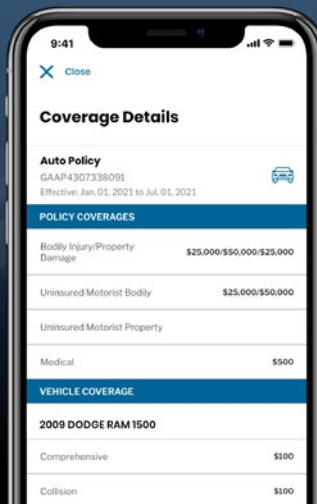 9:41
Close
Coverage Details
Auto Policy
GAAP4307338091
Effective: Jan. 01, 2021 to Jul. 01, 2021
POLICY COVERAGES
Bodily Injury/Property
Damage
$25,000/$50,000/$25,000
Uninsured Motorist Bodily $25,000/$50,000
Uninsured Motorist Property
Medical $500
VEHICLE COVERAGE
2009 DODGE RAM 1500
Comprehensive $100
Collision $100